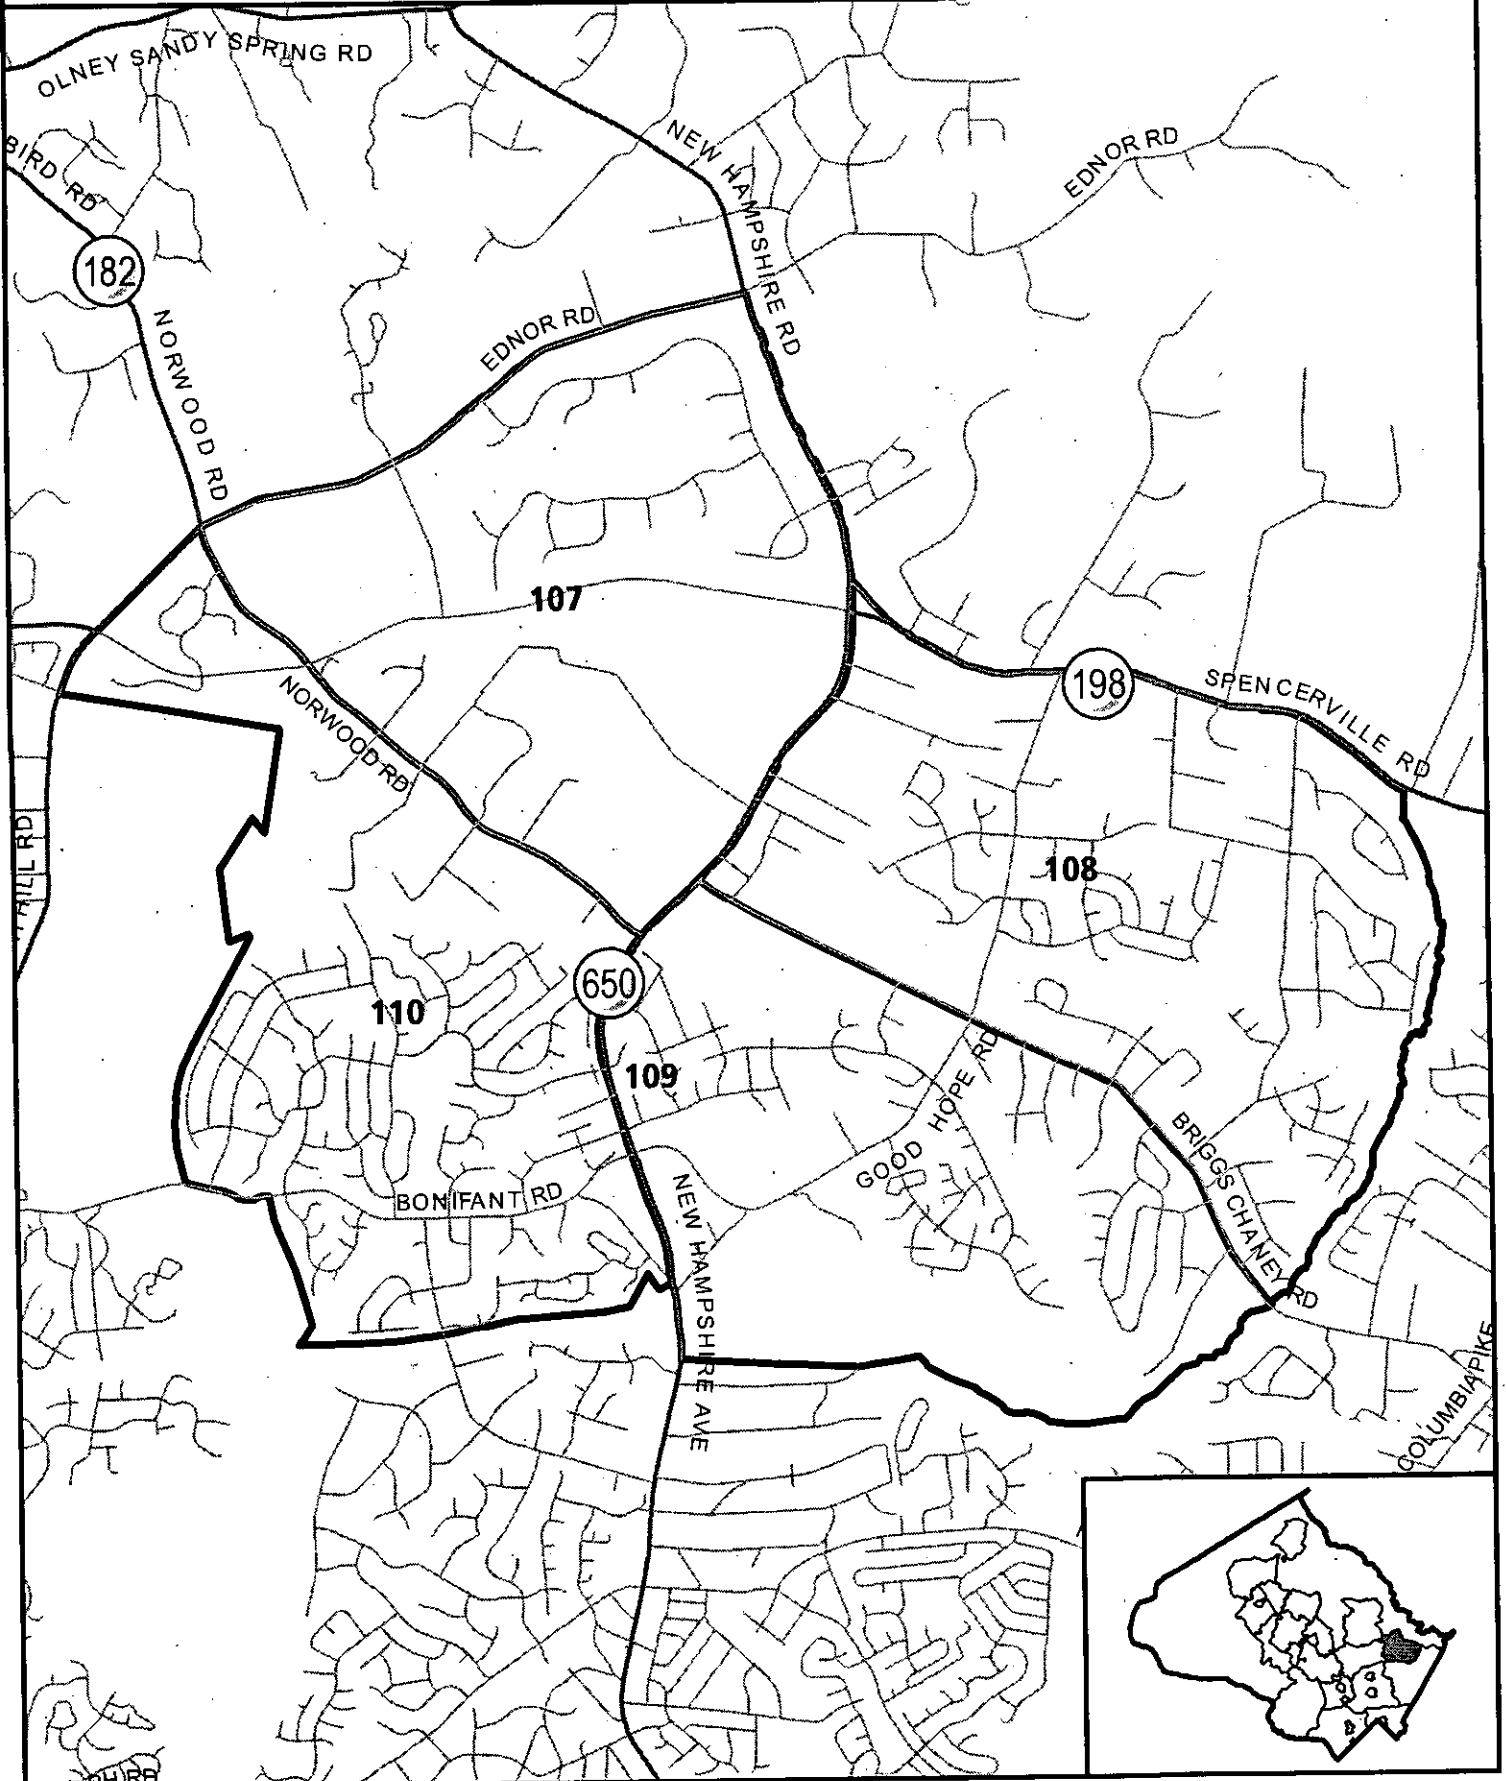 OLNEY SANDY SPRING RD
NEW HAMPSHIRE RD
EDNOR RD
BIRD RD
182
NORWOOD RD
EDNOR RD
107
198
SPENCERVILLE RD
NORWOOD RD
108
650
110
109
GOOD HOPE RD
BRIGGS CHANEY RD
BONIFANT RD
NEW HAMPSHIRE AVE
COLUMBIA PIKE